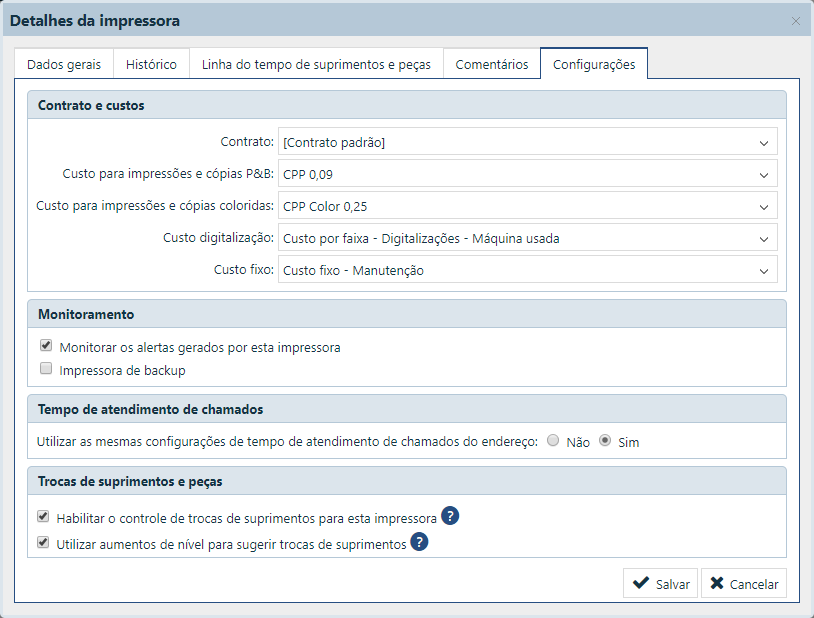 Detalhes da impressora
Dados gerais Histórico Linha do tempo de suprimentos e peças Comentários Configurações
Contrato e custos
Contrato: [Contrato padrão]
Custo para impressões e cópias P&B: CPP 0,09
Custo para impressões e cópias coloridas: CPP Color 0,25
Custo digitalização: Custo por faixa - Digitalizações - Máquina usada
Custo fixo: Custo fixo - Manutenção
Monitoramento
Monitorar os alertas gerados por esta impressora
Impressora de backup
Tempo de atendimento de chamados
Utilizar as mesmas configurações de tempo de atendimento de chamados do endereço: Não Sim
Trocas de suprimentos e peças
Habilitar o controle de trocas de suprimentos para esta impressora ?
Utilizar aumentos de nível para sugerir trocas de suprimentos ?
Salvar Cancelar